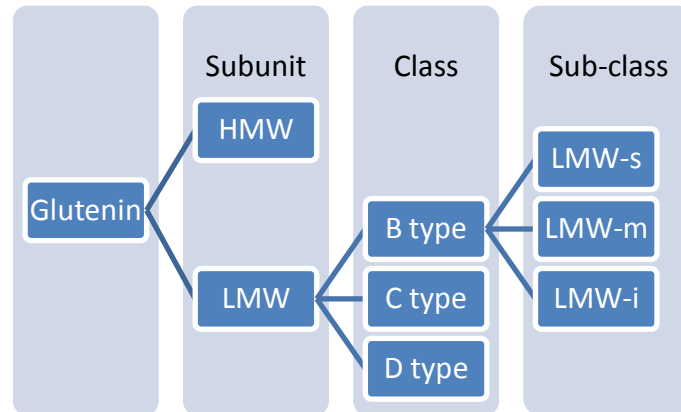 Subunit
Class
Sub-class
Glutenin
HMW
LMW
B type
C type
D type
LMW-s
LMW-m
LMW-i